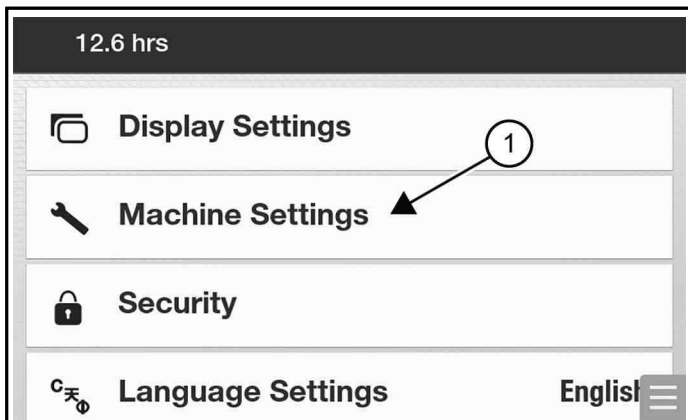 12.6 hrs
Display Settings
1
Machine Settings
Security
Language Settings English